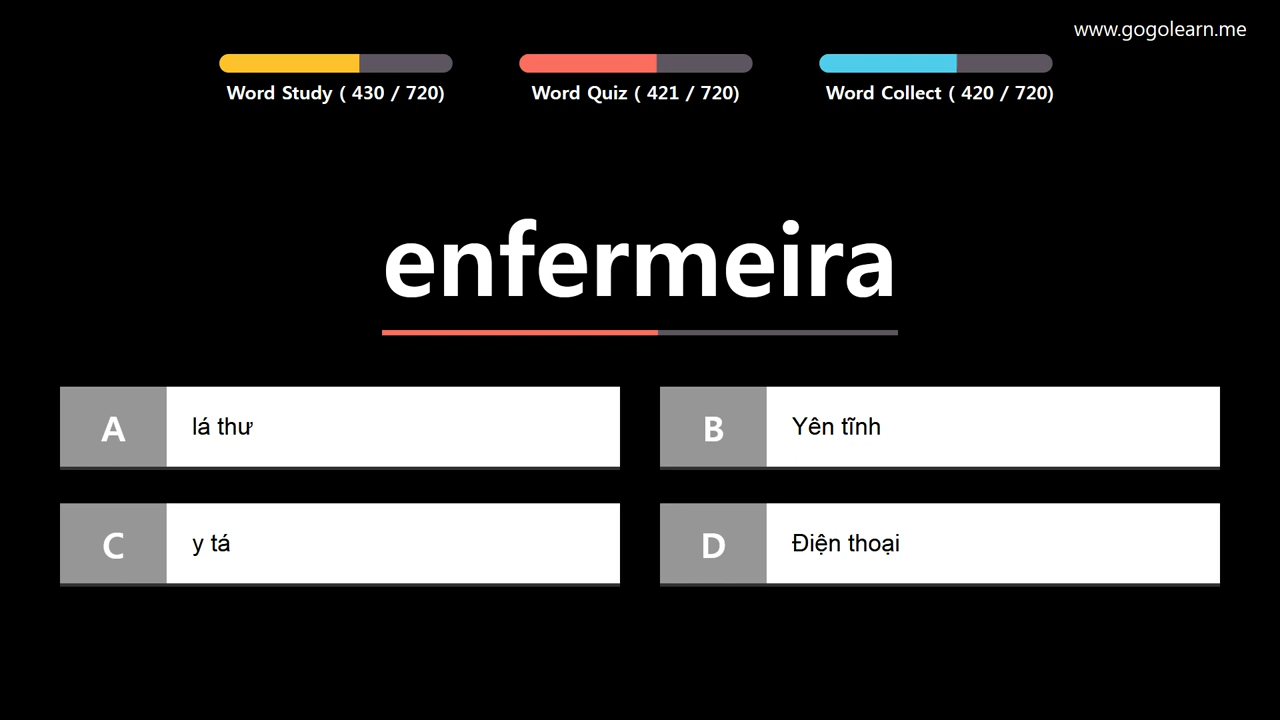 www.gogolearn.me
Word Study ( 430 / 720)
Word Quiz ( 421 / 720)
Word Collect ( 420 / 720)
enfermeira
A lá thư
B Yên tĩnh
C y tá
D Điện thoại